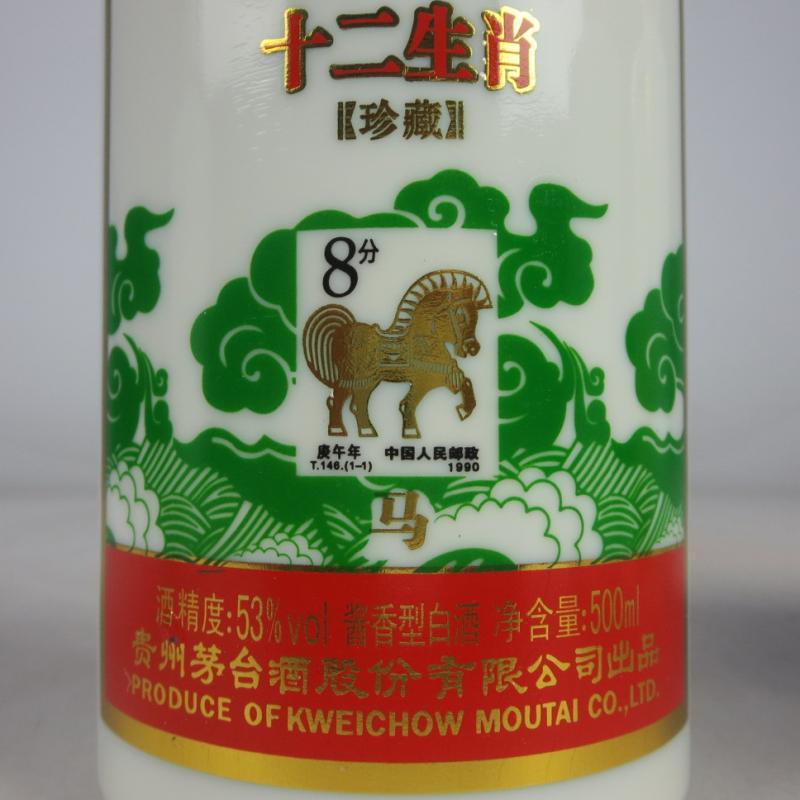 十二生肖
【珍藏】
8分
庚午年 中国人民邮政
T.146.(1-1) 1990
马
酒精度:53%vol 酱香型白酒 净含量:500ml
贵州茅台酒股份有限公司出品
PRODUCE OF KWEICHOW MOUTAI CO.,LTD.